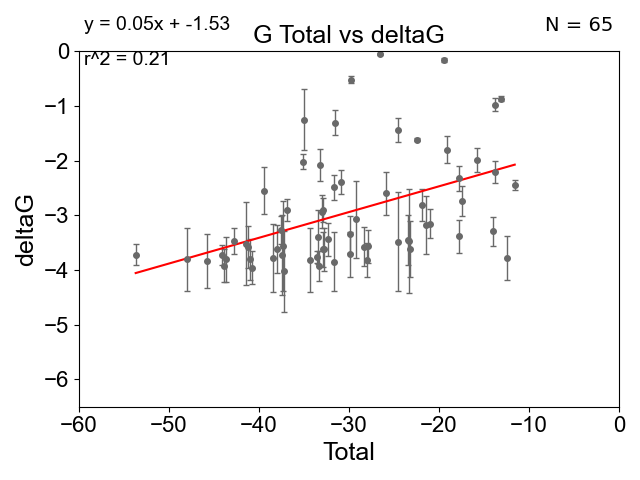 y = 0.05x + -1.53
N = 65
G Total vs deltaG
r^2 = 0.21
0
−1
−2
−3
−4
−5
−6
deltaG
−60 −50 −40 −30 −20 −10 0
Total